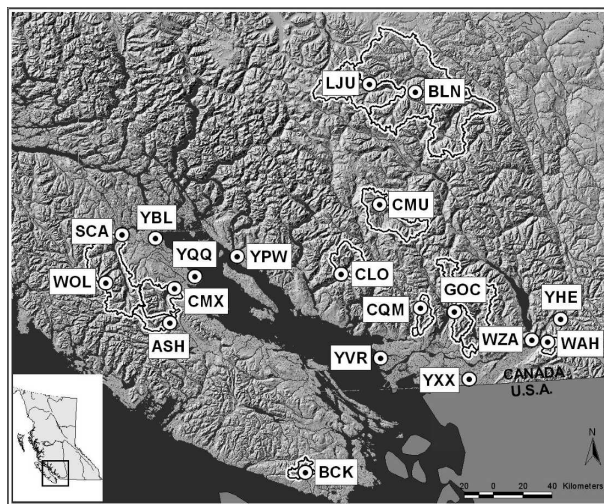 LJU
BLN
CMU
SCA
YBL
YQQ
YPW
WOL
CLO
GOC
CMX
CQM
YHE
ASH
WZA
WAH
YVR
YXX
CANADA
U.S.A.
N
BCK
20 0 20 40 Kilometers